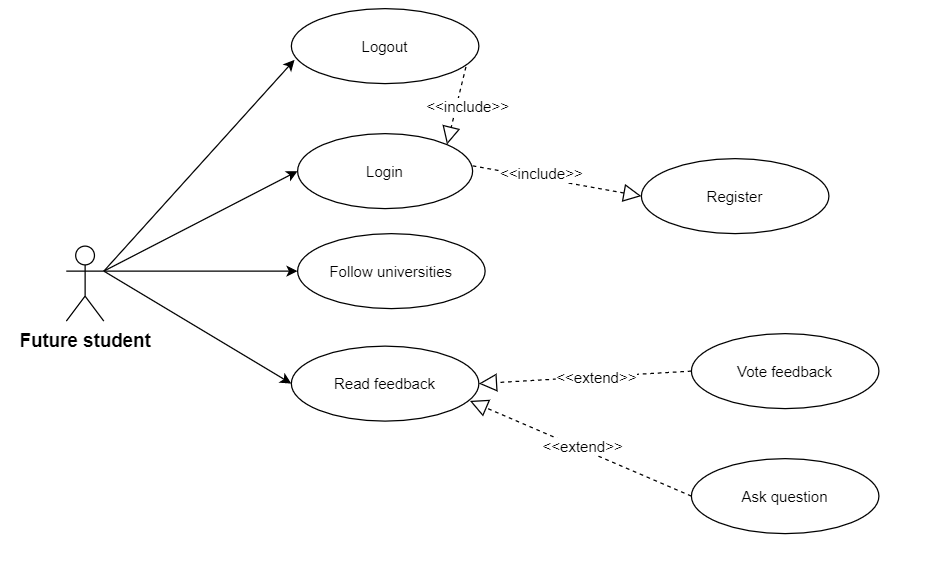 Logout
<<include>>
Login
<<include>>
Register
Follow universities
Future student
Read feedback
<<extend>>
Vote feedback
<<extend>>
Ask question